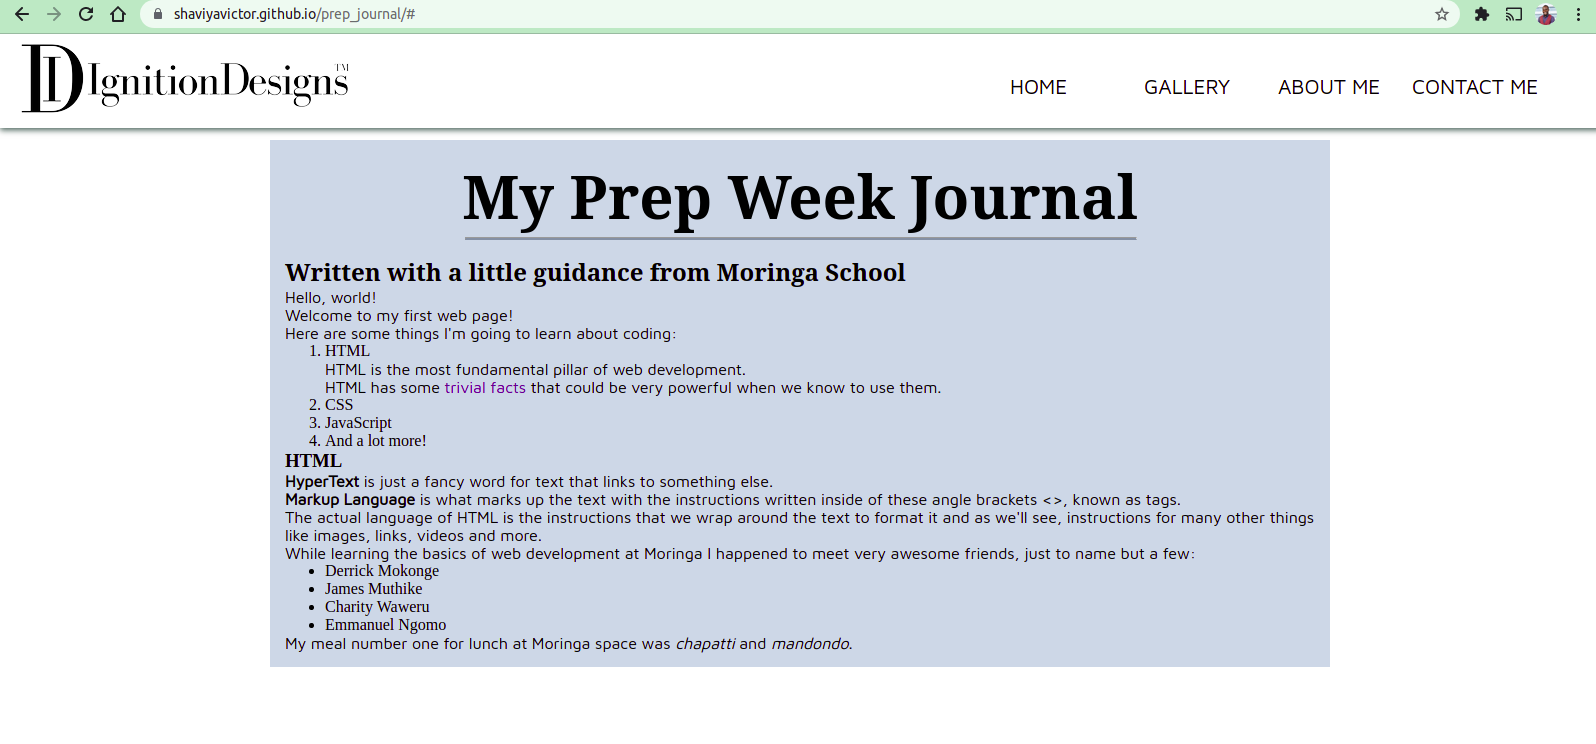 shaviyavictor.github.io/prep_journal/#
ID IgnitionDesigns™
HOME GALLERY ABOUT ME CONTACT ME
My Prep Week Journal
Written with a little guidance from Moringa School
Hello, world!
Welcome to my first web page!
Here are some things I'm going to learn about coding:
1. HTML
HTML is the most fundamental pillar of web development.
HTML has some trivial facts that could be very powerful when we know to use them.
2. CSS
3. JavaScript
4. And a lot more!
HTML
HyperText is just a fancy word for text that links to something else.
Markup Language is what marks up the text with the instructions written inside of these angle brackets <>, known as tags.
The actual language of HTML is the instructions that we wrap around the text to format it and as we'll see, instructions for many other things
like images, links, videos and more.
While learning the basics of web development at Moringa I happened to meet very awesome friends, just to name but a few:
• Derrick Mokonge
• James Muthike
• Charity Waweru
• Emmanuel Ngomo
My meal number one for lunch at Moringa space was chapatti and mandondo.